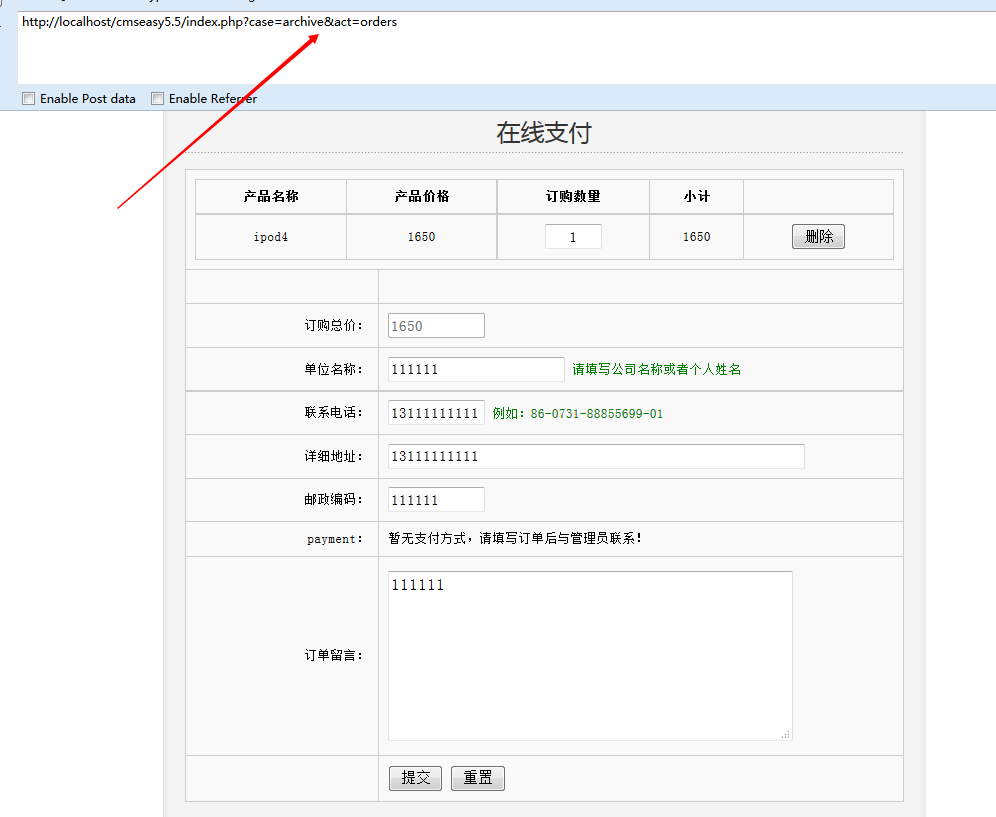 http://localhost/cmseasy5.5/index.php?case=archive&act=orders
Enable Post data Enable Referrer
在线支付
产品名称 产品价格 订购数量 小计
ipod4 1650 1 1650 删除
订购总价: 1650
单位名称: 111111 请填写公司名称或者个人姓名
联系电话: 13111111111 例如: 86-0731-88855699-01
详细地址: 13111111111
邮政编码: 111111
payment: 暂无支付方式，请填写订单后与管理员联系!
订单留言: 111111
提交 重置